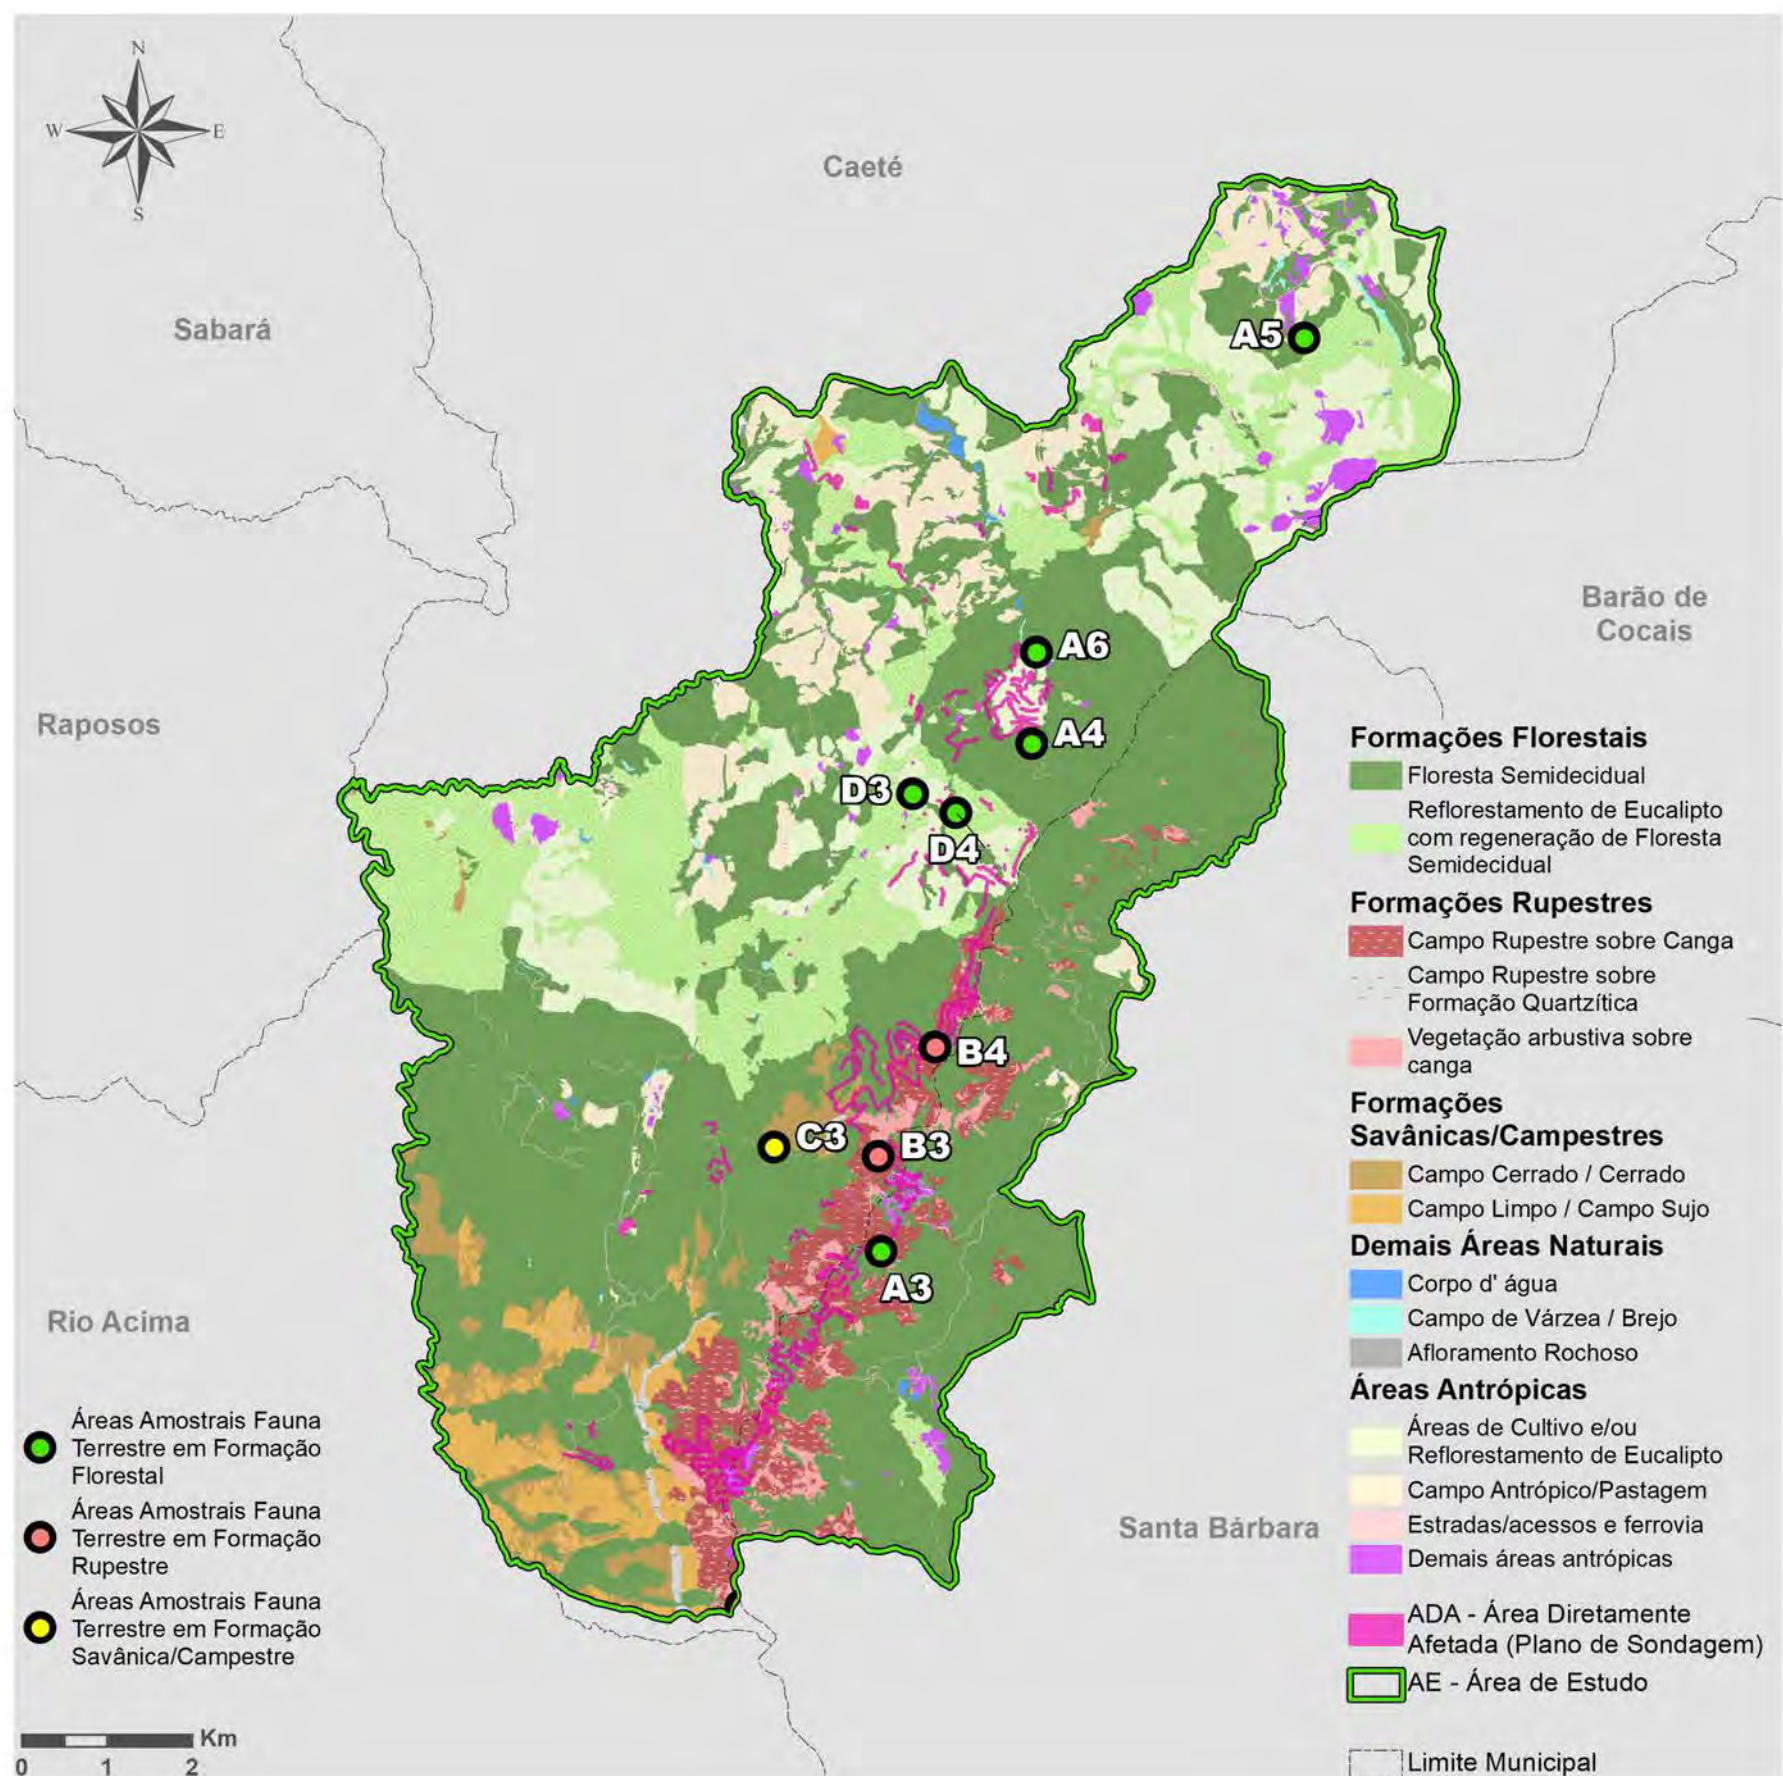 N
W
E
S
Caeté
Sabará
A5
Barão de
Cocais
A6
Raposos
A4
D3
D4
B4
C3
B3
A3
Rio Acima
Santa Bárbara
Áreas Amostrais Fauna
Terrestre em Formação
Florestal
Áreas Amostrais Fauna
Terrestre em Formação
Rupestre
Áreas Amostrais Fauna
Terrestre em Formação
Savânica/Campestre
Km
0 1 2
Formações Florestais
Floresta Semidecidual
Reflorestamento de Eucalipto
com regeneração de Floresta
Semidecidual
Formações Rupestres
Campo Rupestre sobre Canga
Campo Rupestre sobre
Formação Quartzítica
Vegetação arbustiva sobre
canga
Formações
Savânicas/Campestres
Campo Cerrado / Cerrado
Campo Limpo / Campo Sujo
Demais Áreas Naturais
Corpo d' água
Campo de Várzea / Brejo
Afloramento Rochoso
Áreas Antrópicas
Áreas de Cultivo e/ou
Reflorestamento de Eucalipto
Campo Antrópico/Pastagem
Estradas/acessos e ferrovia
Demais áreas antrópicas
ADA - Área Diretamente
Afetada (Plano de Sondagem)
AE - Área de Estudo
Limite Municipal